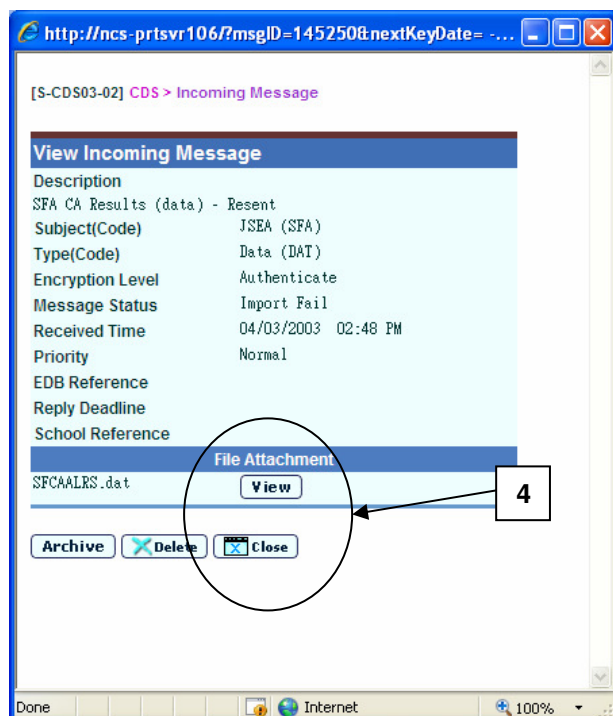 http://ncs-prtsvr106/?msgID=145250&nextKeyDate= -...
[S-CDS03-02] CDS > Incoming Message
View Incoming Message
Description
SFA CA Results (data) - Resent
Subject(Code) JSEA (SFA)
Type(Code) Data (DAT)
Encryption Level Authenticate
Message Status Import Fail
Received Time 04/03/2003 02:48 PM
Priority Normal
EDB Reference
Reply Deadline
School Reference
File Attachment
SFCAALRS.dat View
4
Archive Delete Close
Done Internet 100%